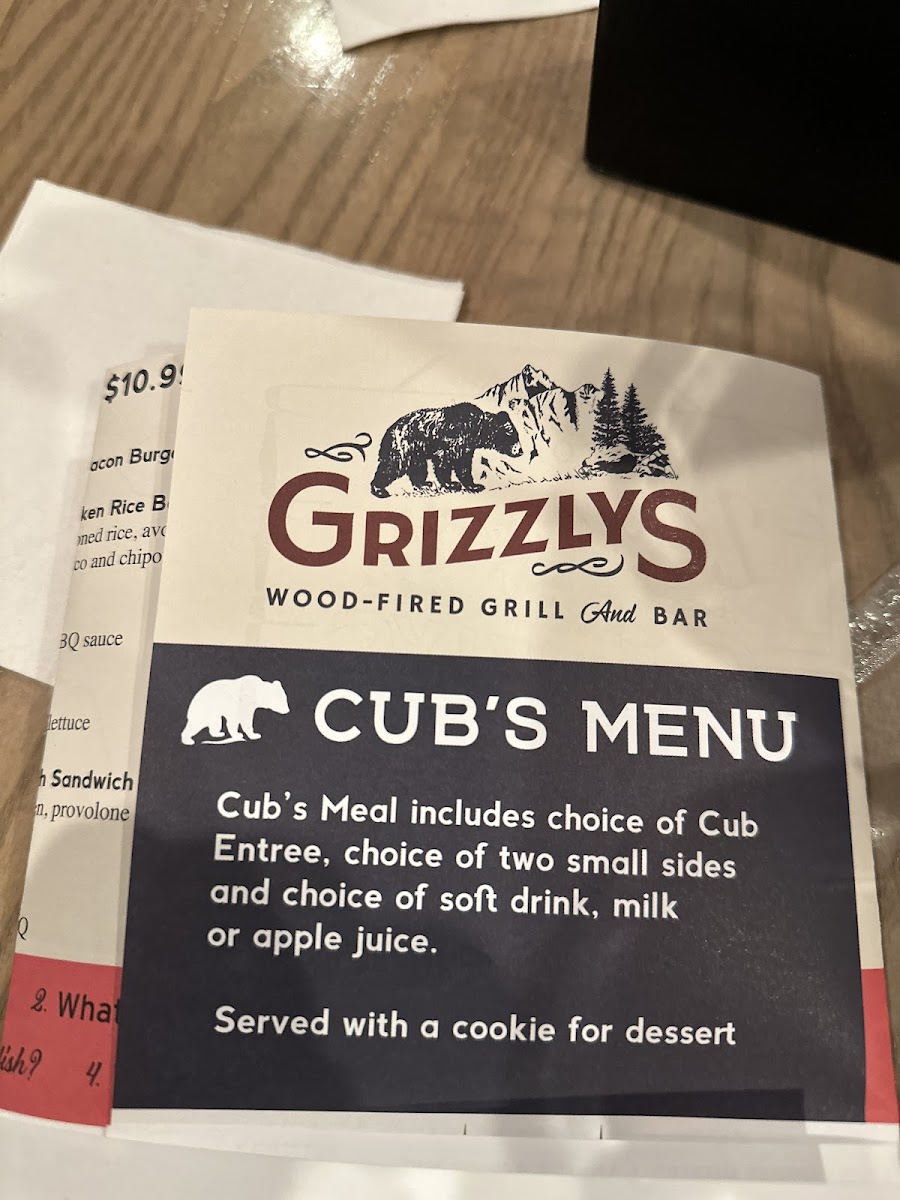 GRIZZLYS
WOOD-FIRED GRILL And BAR
CUB'S MENU
Cub's Meal includes choice of Cub
Entree, choice of two small sides
and choice of soft drink, milk
or apple juice.
Served with a cookie for dessert
$10.9
acon Burg
ken Rice B
ned rice, avo
co and chipo
BQ sauce
lettuce
h Sandwich
n, provolone
Q
2. What
lish? 4.